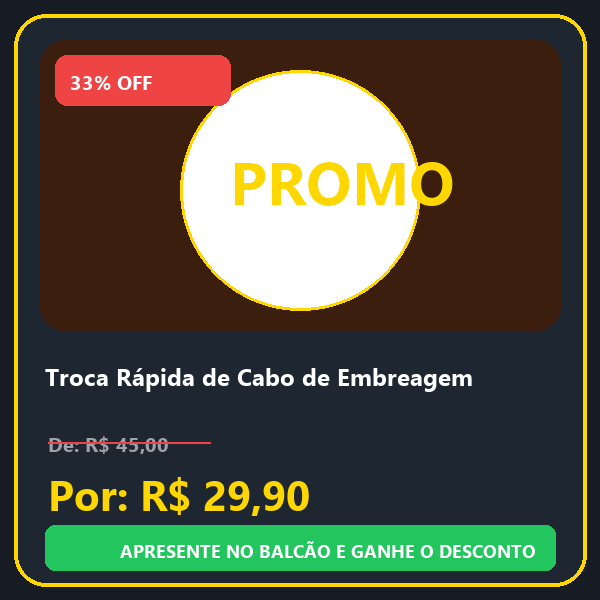 33% OFF
PROMO
Troca Rápida de Cabo de Embreagem
De: R$ 45,00
Por: R$ 29,90
APRESENTE NO BALCÃO E GANHE O DESCONTO